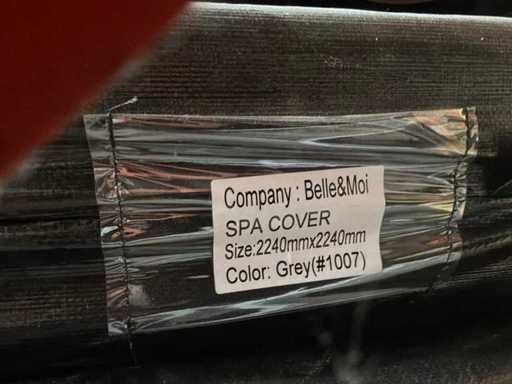 Company : Belle&Moi
SPA COVER
Size:2240mmx2240mm
Color: Grey(#1007)